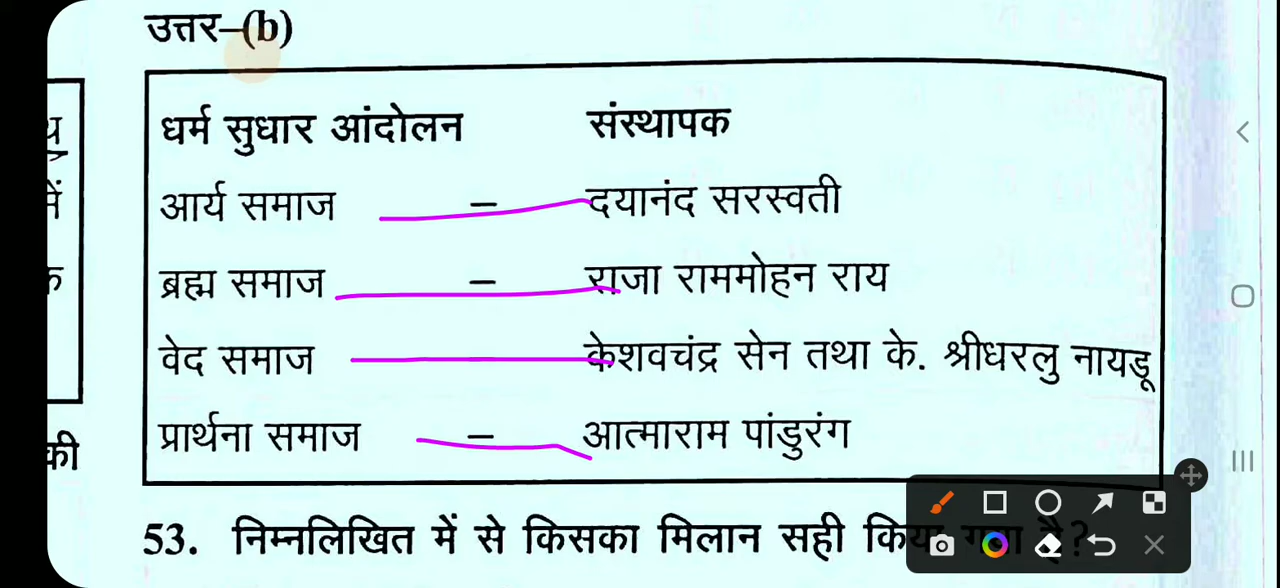 उत्तर–(b)
धर्म सुधार आंदोलन संस्थापक
आर्य समाज – दयानंद सरस्वती
ब्रह्म समाज – राजा राममोहन राय
वेद समाज केशवचंद्र सेन तथा के. श्रीधरलु नायडू
प्रार्थना समाज – आत्माराम पांडुरंग
की
53. निम्नलिखित में से किसका मिलान सही किया गया है?